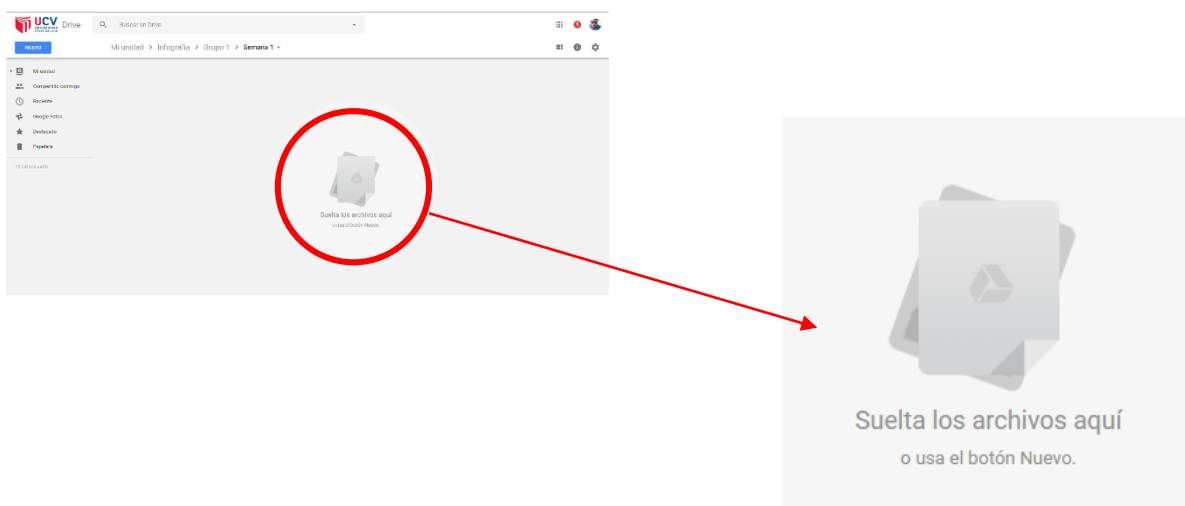 UCV
Drive
Buscar en Drive
NUEVO
Mi unidad > Infografía > Grupo 1 > Semana 1
Mi unidad
Compartido conmigo
Reciente
Google Fotos
Destacado
Papelera
Suelta los archivos aquí
o usa el botón Nuevo.
Suelta los archivos aquí
o usa el botón Nuevo.